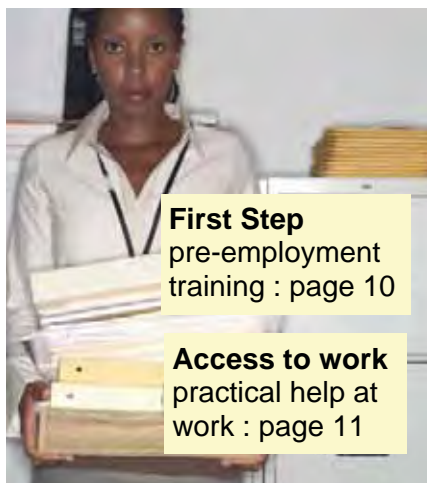 First Step
pre-employment
training : page 10
Access to work
practical help at
work : page 11